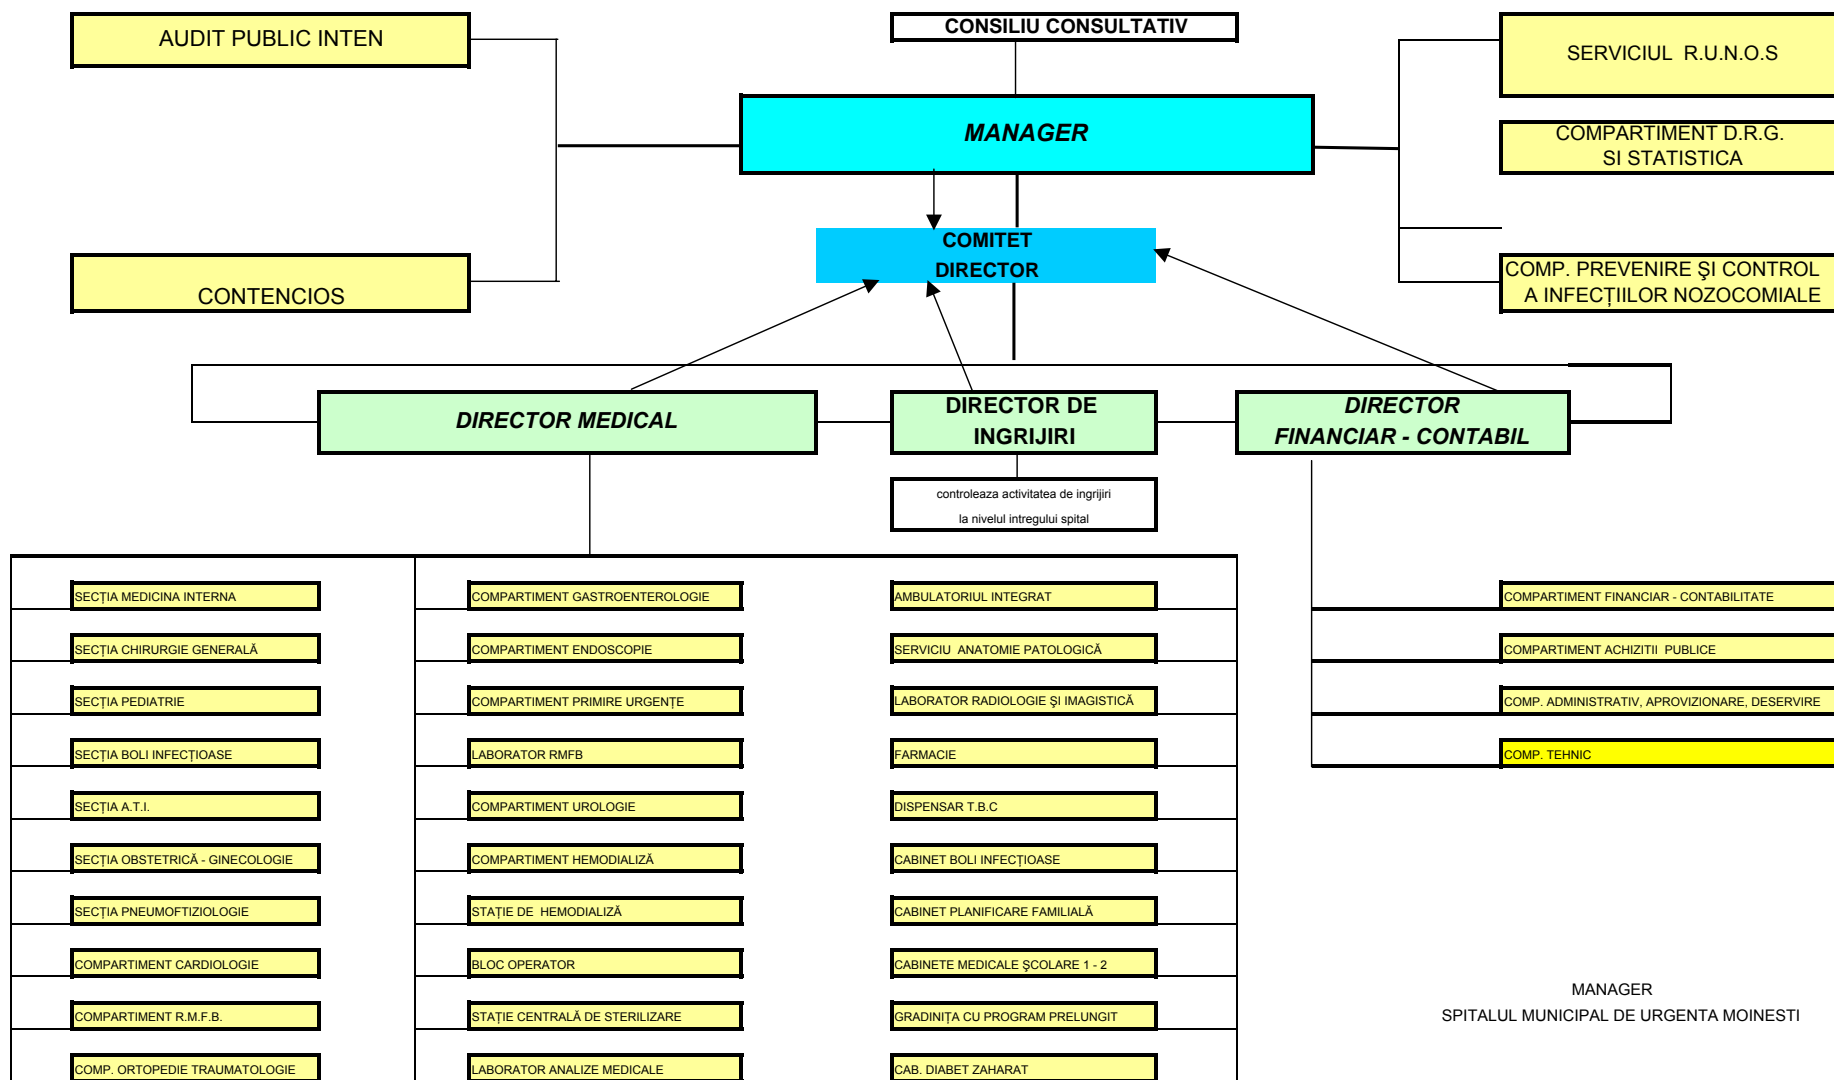 AUDIT PUBLIC INTEN
CONSILIU CONSULTATIV
SERVICIUL R.U.N.O.S
MANAGER
COMPARTIMENT D.R.G.
SI STATISTICA
COMITET
DIRECTOR
CONTENCIOS
COMP. PREVENIRE ŞI CONTROL
A INFECȚIILOR NOZOCOMIALE
DIRECTOR MEDICAL
DIRECTOR DE
INGRIJIRI
DIRECTOR
FINANCIAR - CONTABIL
controleaza activitatea de ingrijiri
la nivelul intregului spital
SECȚIA MEDICINA INTERNA
SECȚIA CHIRURGIE GENERALĂ
SECȚIA PEDIATRIE
SECȚIA BOLI INFECȚIOASE
SECȚIA A.T.I.
SECȚIA OBSTETRICĂ - GINECOLOGIE
SECȚIA PNEUMOFTIZIOLOGIE
COMPARTIMENT CARDIOLOGIE
COMPARTIMENT R.M.F.B.
COMP. ORTOPEDIE TRAUMATOLOGIE
COMPARTIMENT GASTROENTEROLOGIE
COMPARTIMENT ENDOSCOPIE
COMPARTIMENT PRIMIRE URGENȚE
LABORATOR RMFB
COMPARTIMENT UROLOGIE
COMPARTIMENT HEMODIALIZĂ
STAȚIE DE HEMODIALIZĂ
BLOC OPERATOR
STAȚIE CENTRALĂ DE STERILIZARE
LABORATOR ANALIZE MEDICALE
AMBULATORIUL INTEGRAT
SERVICIU ANATOMIE PATOLOGICĂ
LABORATOR RADIOLOGIE ŞI IMAGISTICĂ
FARMACIE
DISPENSAR T.B.C
CABINET BOLI INFECȚIOASE
CABINET PLANIFICARE FAMILIALĂ
CABINETE MEDICALE ŞCOLARE 1 - 2
GRADINIȚA CU PROGRAM PRELUNGIT
CAB. DIABET ZAHARAT
COMPARTIMENT FINANCIAR - CONTABILITATE
COMPARTIMENT ACHIZITII PUBLICE
COMP. ADMINISTRATIV, APROVIZIONARE, DESERVIRE
COMP. TEHNIC
MANAGER
SPITALUL MUNICIPAL DE URGENTA MOINESTI